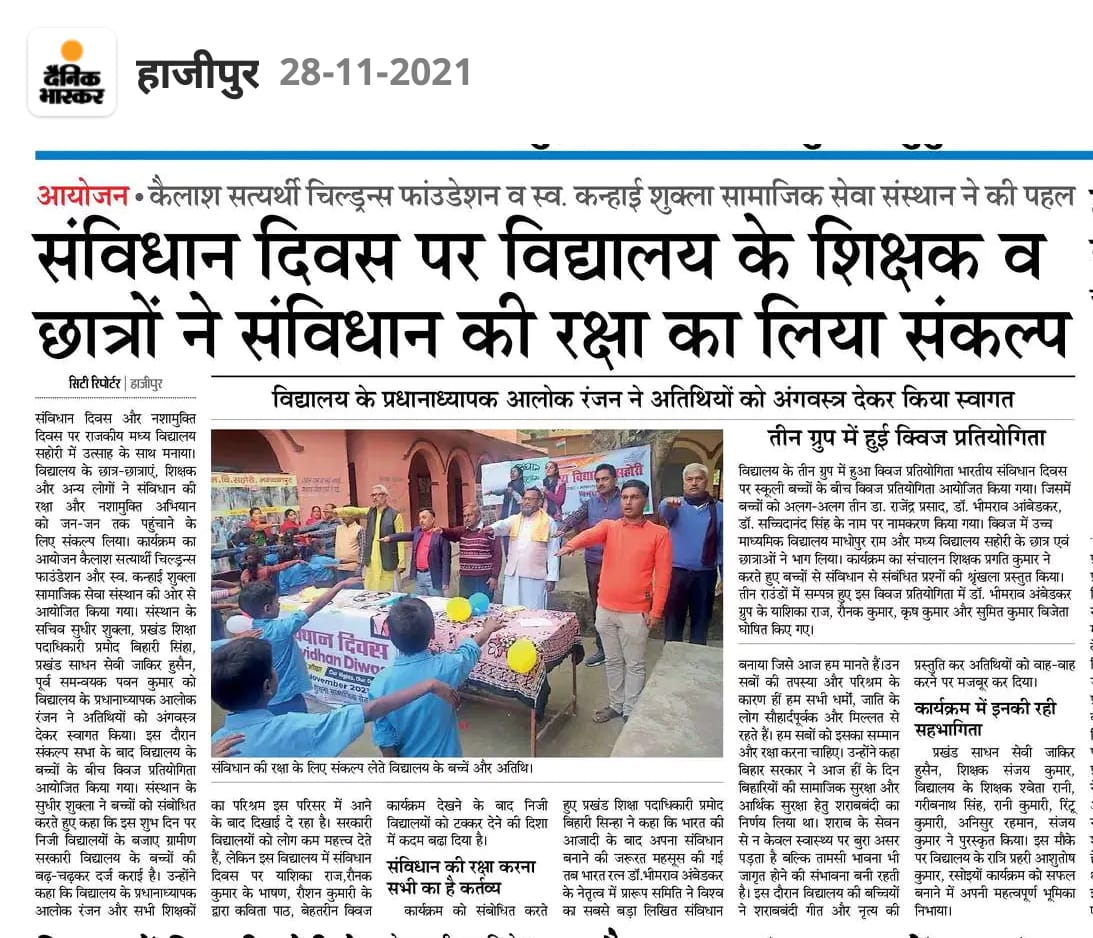 दैनिक
भास्कर
हाजीपुर 28-11-2021
आयोजन • कैलाश सत्यर्थी चिल्ड्रन्स फांउडेशन व स्व. कन्हाई शुक्ला सामाजिक सेवा संस्थान ने की पहल
संविधान दिवस पर विद्यालय के शिक्षक व
छात्रों ने संविधान की रक्षा का लिया संकल्प
सिटी रिपोर्टर | हाजीपुर
संविधान दिवस और नशामुक्ति
दिवस पर राजकीय मध्य विद्यालय
सहोरी में उत्साह के साथ मनाया।
विद्यालय के छात्र-छात्राएं, शिक्षक
और अन्य लोगों ने संविधान की
रक्षा और नशामुक्ति अभियान
को जन-जन तक पहुंचाने के
लिए संकल्प लिया। कार्यक्रम का
आयोजन कैलाश सत्यार्थी चिल्ड्रन्स
फाउंडेशन और स्व. कन्हाई शुक्ला
सामाजिक सेवा संस्थान की ओर से
आयोजित किया गया। संस्थान के
सचिव सुधीर शुक्ला, प्रखंड शिक्षा
पदाधिकारी प्रमोद बिहारी सिंहा,
प्रखंड साधन सेवी जाकिर हुसैन,
पूर्व समन्वयक पवन कुमार को
विद्यालय के प्रधानाध्यापक आलोक
रंजन ने अतिथियों को अंगवस्त्र
देकर स्वागत किया। इस दौरान
संकल्प सभा के बाद विद्यालय के
बच्चों के बीच क्विज प्रतियोगिता
आयोजित किया गया। संस्थान के
सुधीर शुक्ला ने बच्चों को संबोधित
करते हुए कहा कि इस शुभ दिन पर
निजी विद्यालयों के बजाए ग्रामीण
सरकारी विद्यालय के बच्चों की
बढ़-चढ़कर दर्ज कराई है। उन्होंने
कहा कि विद्यालय के प्रधानाध्यापक
आलोक रंजन और सभी शिक्षकों
विद्यालय के प्रधानाध्यापक आलोक रंजन ने अतिथियों को अंगवस्त्र देकर किया स्वागत
संविधान दिवस
vidhan Diwa
November 2021
संविधान की रक्षा के लिए संकल्प लेते विद्यालय के बच्चें और अतिथि।
का परिश्रम इस परिसर में आने
के बाद दिखाई दे रहा है। सरकारी
विद्यालयों को लोग कम महत्त्व देते
हैं, लेकिन इस विद्यालय में संविधान
दिवस पर याशिका राज,रौनक
कुमार के भाषण, रौशन कुमारी के
द्वारा कविता पाठ, बेहतरीन क्विज
कार्यक्रम देखने के बाद निजी
विद्यालयों को टक्कर देने की दिशा
में कदम बढा दिया है।
संविधान की रक्षा करना
सभी का है कर्तव्य
कार्यक्रम को संबोधित करते
हुए प्रखंड शिक्षा पदाधिकारी प्रमोद
बिहारी सिन्हा ने कहा कि भारत की
आजादी के बाद अपना संविधान
बनाने की जरूरत महसूस की गई
तब भारत रत्न डॉ.भीमराव अंबेडकर
के नेतृत्व में प्रारूप समिति ने विश्व
का सबसे बड़ा लिखित संविधान
तीन ग्रुप में हुई क्विज प्रतियोगिता
विद्यालय के तीन ग्रुप में हुआ क्विज प्रतियोगिता भारतीय संविधान दिवस
पर स्कूली बच्चों के बीच क्विज प्रतियोगिता आयोजित किया गया। जिसमें
बच्चों को अलग-अलग तीन डा. राजेंद्र प्रसाद, डॉ. भीमराव आंबेडकर,
डॉ. सच्चिदानंद सिंह के नाम पर नामकरण किया गया। क्विज में उच्च
माध्यमिक विद्यालय माधोपुर राम और मध्य विद्यालय सहोरी के छात्र एवं
छात्राओं ने भाग लिया। कार्यक्रम का संचालन शिक्षक प्रगति कुमार ने
करते हुए बच्चों से संविधान से संबंधित प्रश्नों की श्रृंखला प्रस्तुत किया।
तीन राउंडों में सम्पन्न हुए इस क्विज प्रतियोगिता में डॉ. भीमराव अंबेडकर
ग्रुप के याशिका राज, रौनक कुमार, कृष कुमार और सुमित कुमार विजेता
घोषित किए गए।
बनाया जिसे आज हम मानते हैं।उन
सबों की तपस्या और परिश्रम के
कारण हीं हम सभी धर्मों, जाति के
लोग सौहार्दपूर्वक और मिल्लत से
रहते हैं। हम सबों को इसका सम्मान
और रक्षा करना चाहिए। उन्होंने कहा
बिहार सरकार ने आज हीं के दिन
बिहारियों की सामाजिक सुरक्षा और
आर्थिक सुरक्षा हेतु शराबबंदी का
निर्णय लिया था। शराब के सेवन
से न केवल स्वास्थ्य पर बुरा असर
पड़ता है बल्कि तामसी भावना भी
जागृत होने की संभावना बनी रहती
है। इस दौरान विद्यालय की बच्चियों
ने शराबबंदी गीत और नृत्य की
प्रस्तुति कर अतिथियों को वाह-वाह
करने पर मजबूर कर दिया।
कार्यक्रम में इनकी रही
सहभागिता
प्रखंड साधन सेवी जाकिर
हुसैन, शिक्षक संजय कुमार,
विद्यालय के शिक्षक श्वेता रानी,
गरीबनाथ सिंह, रानी कुमारी, रिंटू
कुमारी, अनिसुर रहमान, संजय
कुमार ने पुरस्कृत किया। इस मौके
पर विद्यालय के रात्रि प्रहरी आशुतोष
कुमार, रसोइयों कार्यक्रम को सफल
बनाने में अपनी महत्वपूर्ण भूमिका
निभाया।